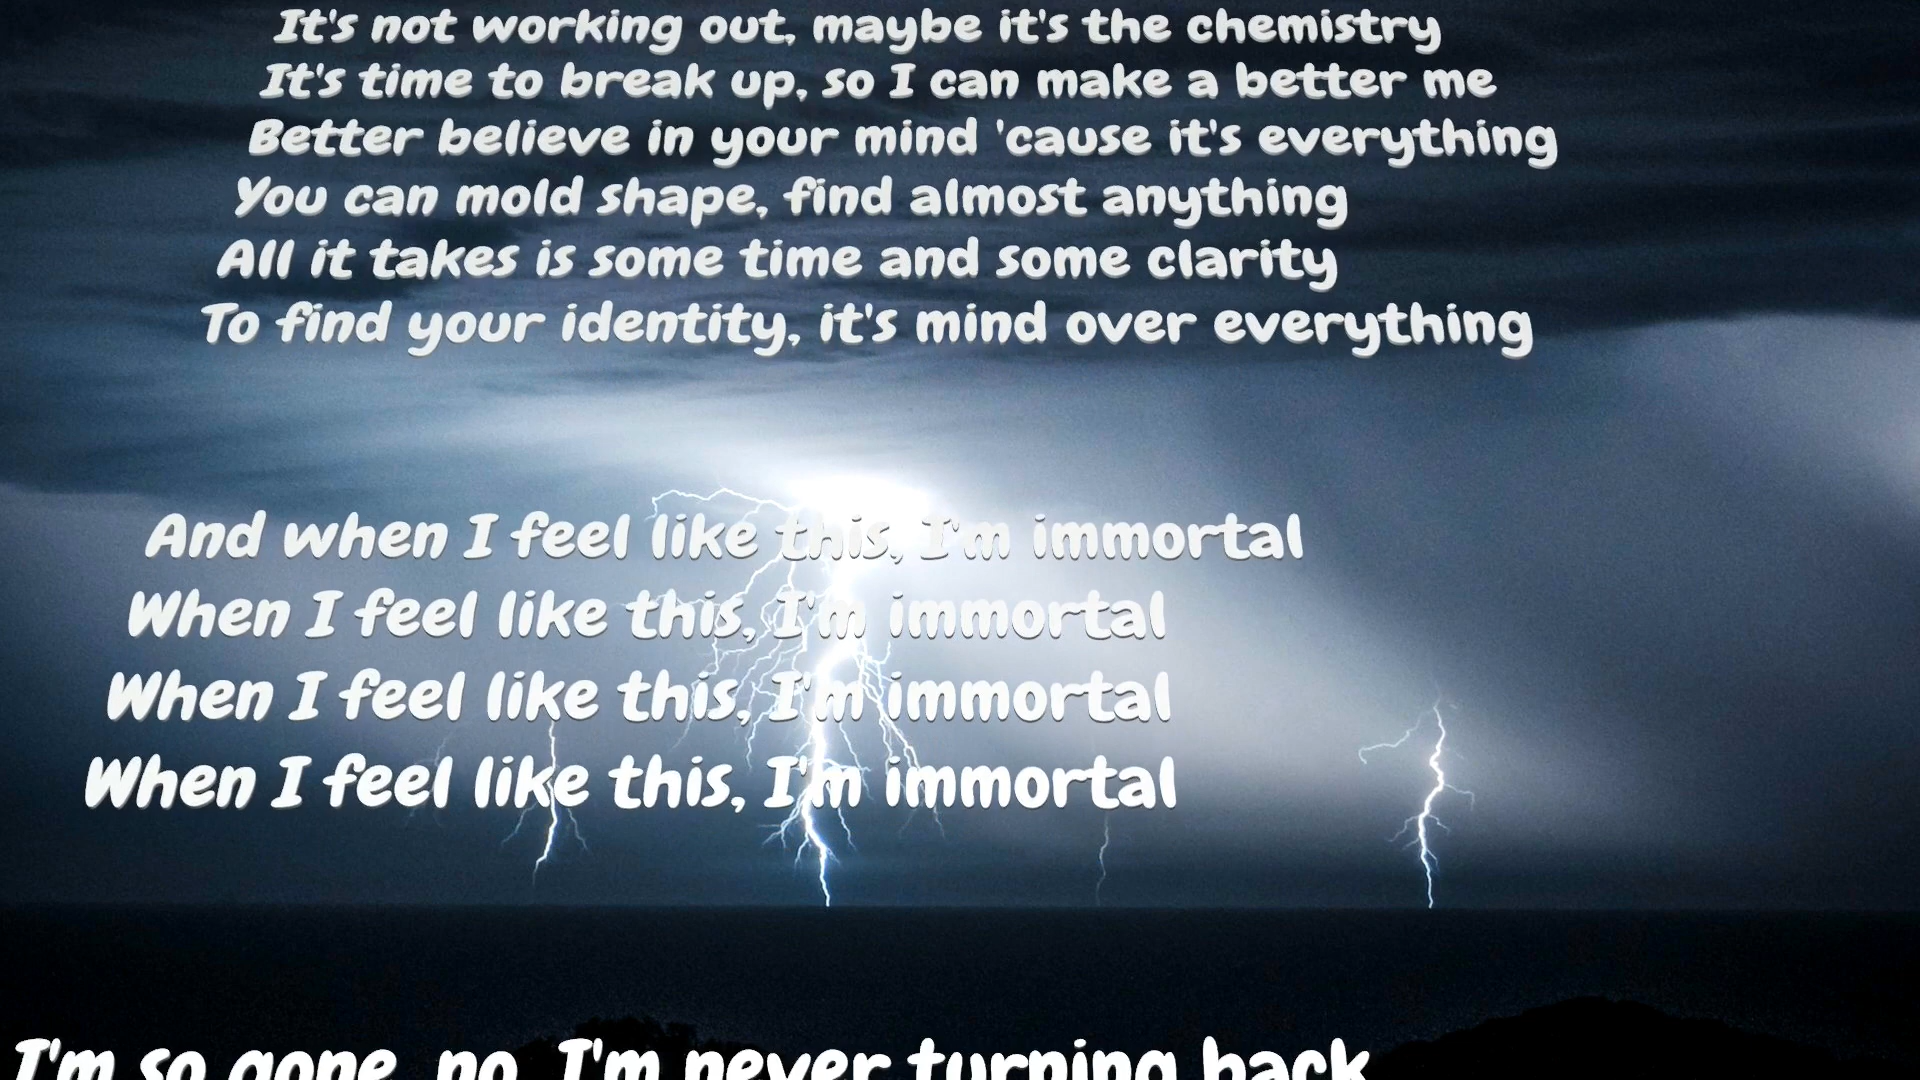 It's not working out, maybe it's the chemistry
It's time to break up, so I can make a better me
Better believe in your mind 'cause it's everything
You can mold shape, find almost anything
All it takes is some time and some clarity
To find your identity, it's mind over everything
And when I feel like this, I'm immortal
When I feel like this, I'm immortal
When I feel like this, I'm immortal
When I feel like this, I'm immortal
I'm so gone, no, I'm never turning back